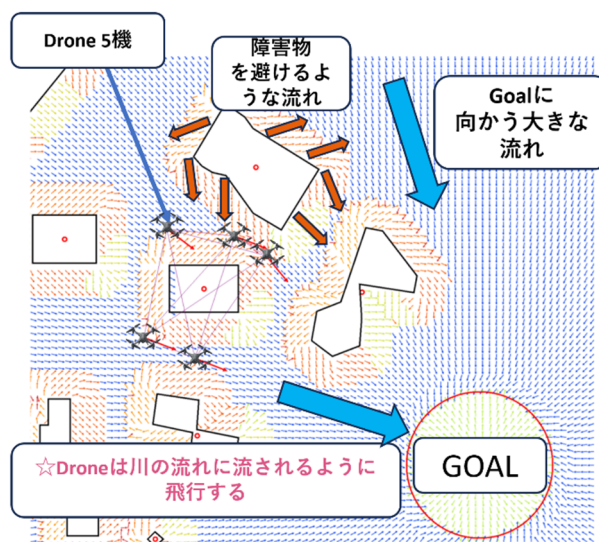 Drone 5機
障害物
を避けるよ
うな流れ
Goalに
向かう大きな
流れ
☆Droneは川の流れに流されるように
飛行する
GOAL